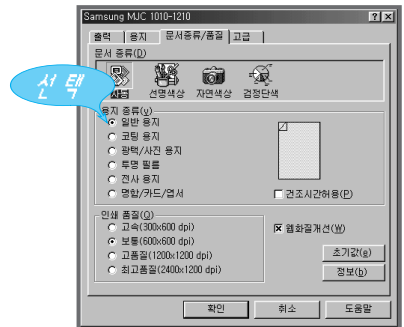 Samsung MJC 1010-1210
출력 용지 문서종류/품질 고급
문서 종류(D)
선택
자동 선명색상 자연색상 검정단색
용지 종류(v)
일반 용지
코팅 용지
광택/사진 용지
투명 필름
전사 용지
명함/카드/엽서
건조시간허용(P)
인쇄 품질(Q)
고속(300x600 dpi)
보통(600x600 dpi)
고품질(1200x1200 dpi)
최고품질(2400x1200 dpi)
웹화질개선(W)
초기값(g)
정보(b)
확인 취소 도움말